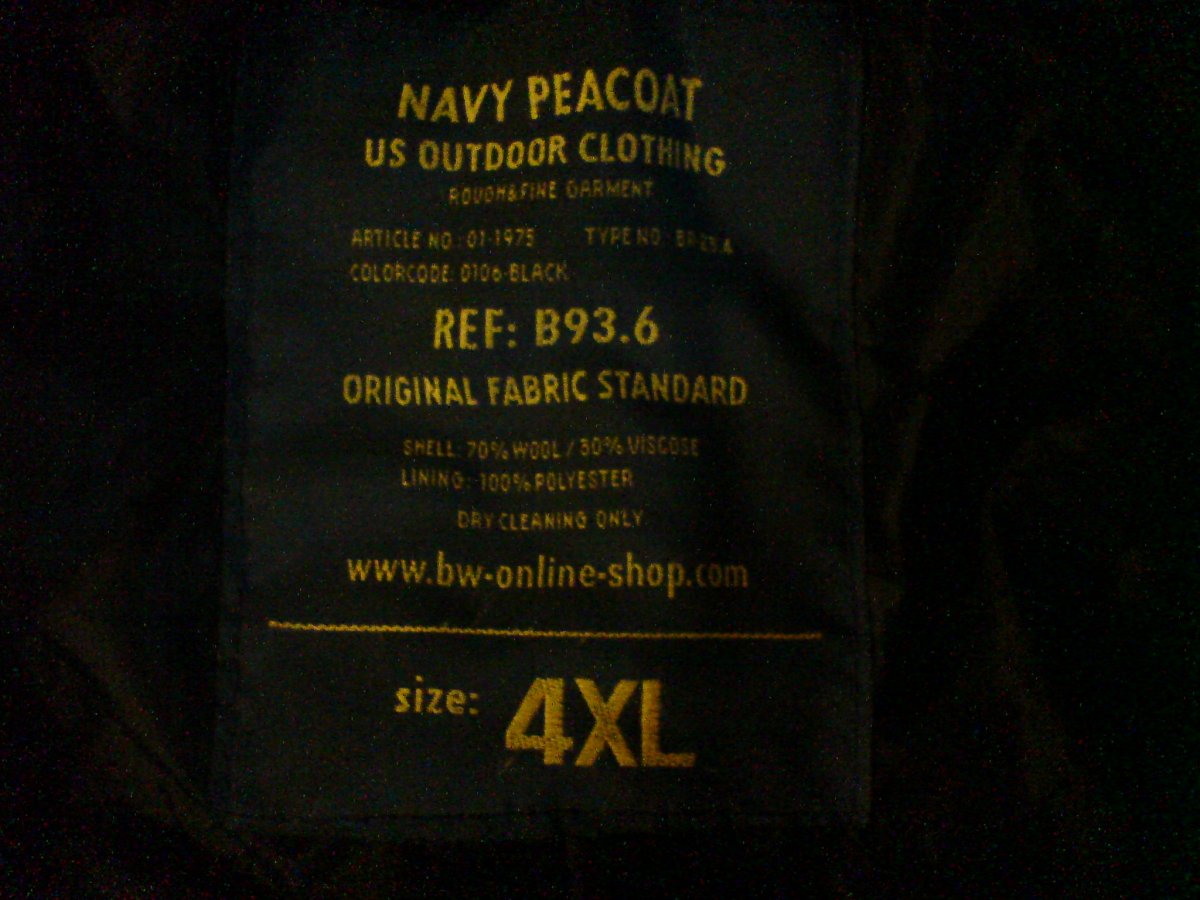 NAVY PEACOAT
US OUTDOOR CLOTHING
ROUGH&FINE GARMENT
ARTICLE NO.: 01-1975 TYPE NO.
COLORCODE: 0106-BLACK
REF: B93.6
ORIGINAL FABRIC STANDARD
SHELL: 70% WOOL / 30% VISCOSE
LINING: 100% POLYESTER
DRY CLEANING ONLY
www.bw-online-shop.com
size: 4XL